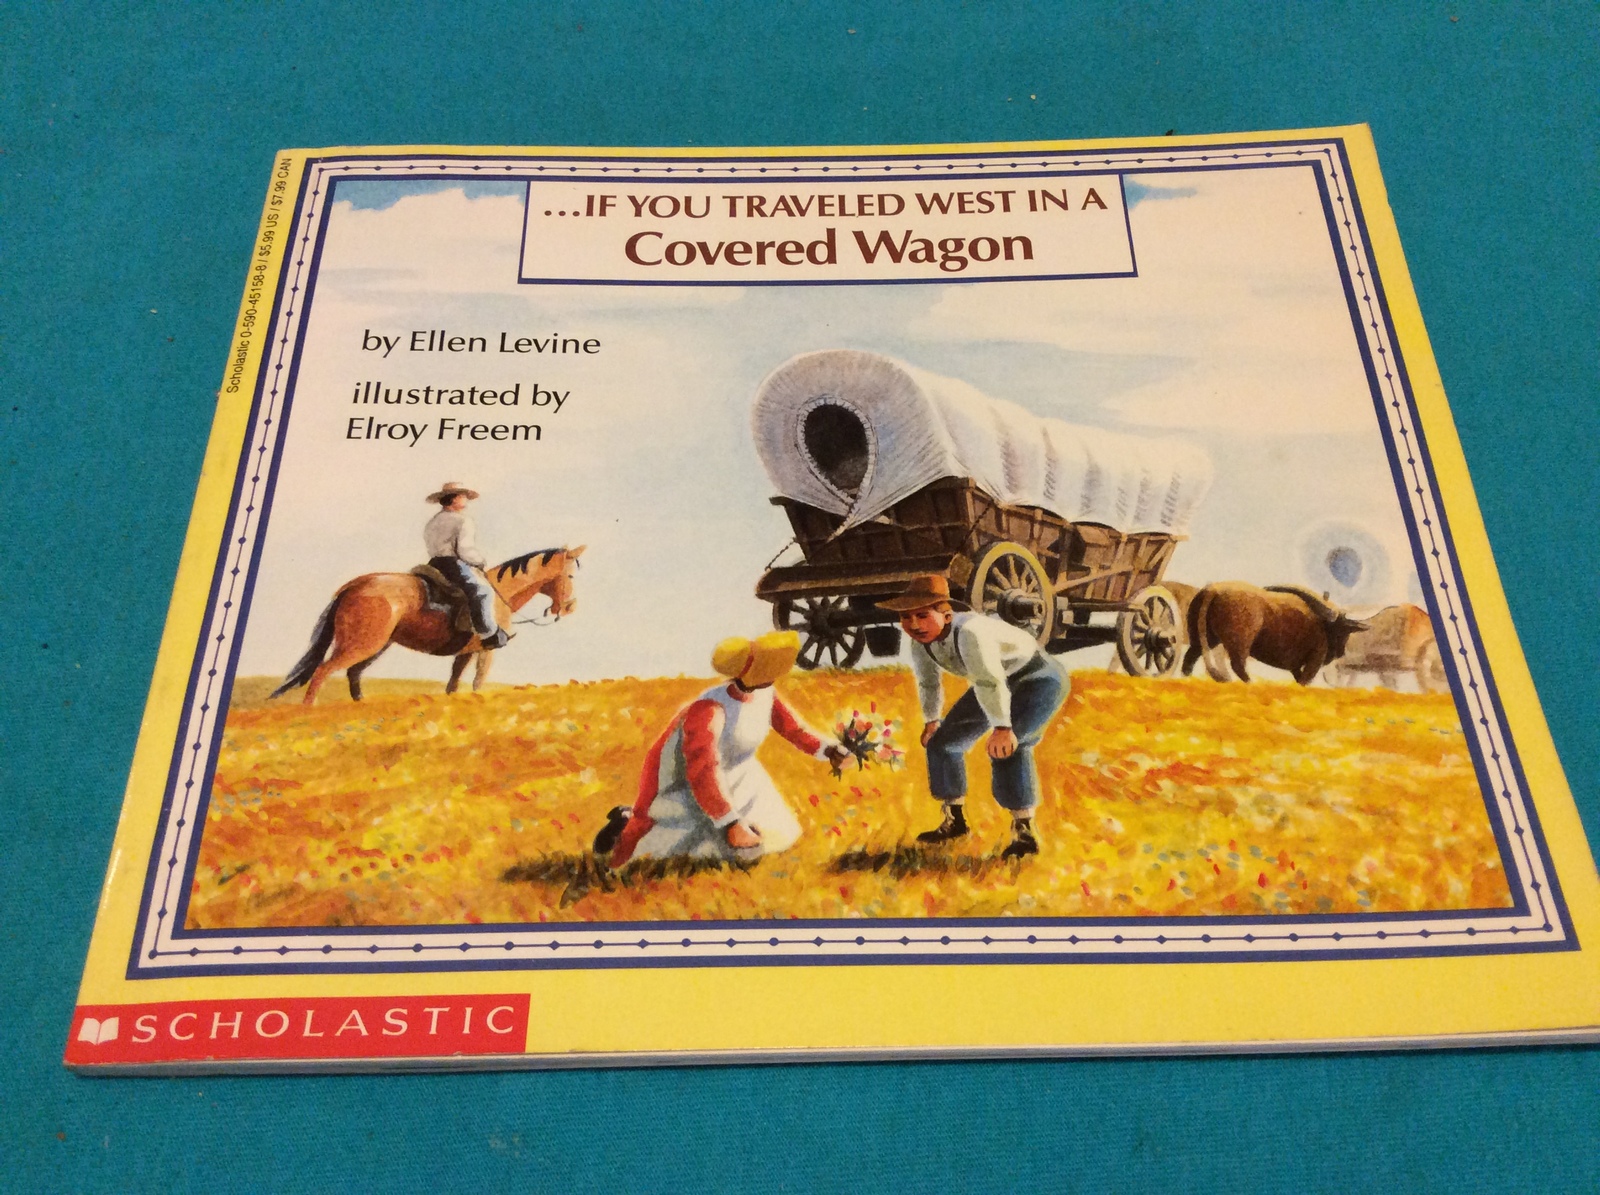 ...IF YOU TRAVELED WEST IN A
Covered Wagon
by Ellen Levine
illustrated by
Elroy Freem
Scholastic 0-590-45158-8 / $5.99 US / $7.99 CAN
SCHOLASTIC